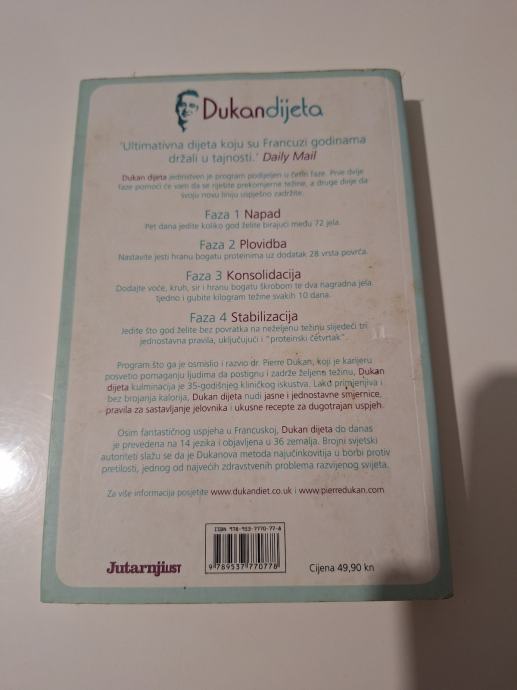 Dukandijeta
'Ultimativna dijeta koju su Francuzi godinama
držali u tajnosti.' Daily Mail
Dukan dijeta jedinstven je program podijeljen u četiri faze. Prve dvije
faze pomoći će vam da se riješite prekomjerne težine, a druge dvije da
svoju novu liniju uspješno zadržite.
Faza 1 Napad
Pet dana jedite koliko god želite birajući među 72 jela.
Faza 2 Plovidba
Nastavite jesti hranu bogatu proteinima uz dodatak 28 vrsta povrća.
Faza 3 Konsolidacija
Dodajte voće, kruh, sir i hranu bogatu škrobom te dva nagradna jela
tjedno i gubite kilogram težine svakih 10 dana.
Faza 4 Stabilizacija
Jedite što god želite bez povratka na neželjenu težinu slijedeći tri
jednostavna pravila, uključujući i "proteinski četvrtak".
Program što ga je osmislio i razvio dr. Pierre Dukan, koji je karijeru
posvetio pomaganju ljudima da postignu i zadrže željenu težinu, Dukan
dijeta kulminacija je 35-godišnjeg kliničkog iskustva. Lako primjenjiva i
bez brojanja kalorija, Dukan dijeta nudi jasne i jednostavne smjernice,
pravila za sastavljanje jelovnika i ukusne recepte za dugotrajan uspjeh.
Osim fantastičnog uspjeha u Francuskoj, Dukan dijeta do danas
je prevedena na 14 jezika i objavljena u 36 zemalja. Brojni svjetski
autoriteti slažu se da je Dukanova metoda najučinkovitija u borbi protiv
pretilosti, jednog od najvećih zdravstvenih problema razvijenog svijeta.
Za više informacija posjetite www.dukandiet.co.uk i www.pierredukan.com
ISBN 978-953-7770-77-8
9 789537 770778
Jutarnji LIST
Cijena 49,90 kn